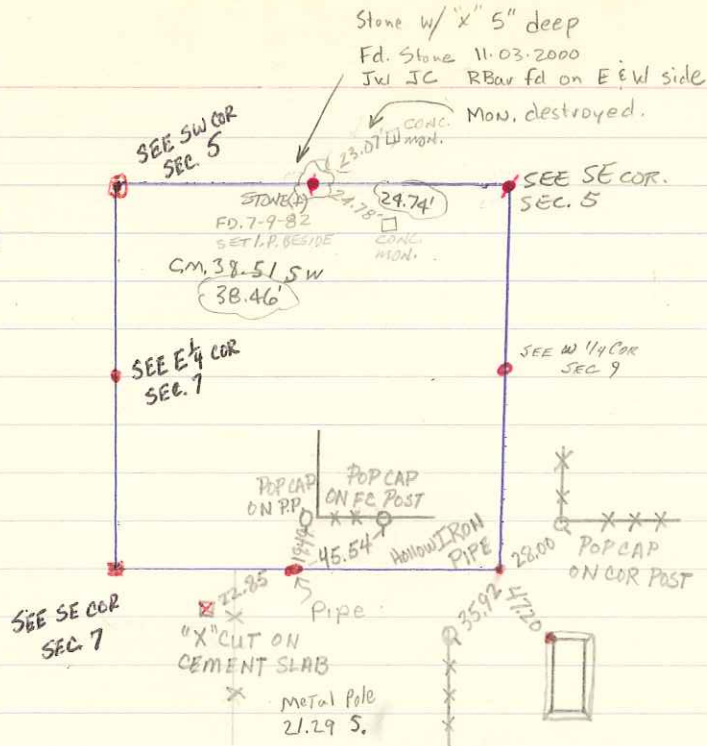 Stone w/ "x" 5" deep
Fd. Stone 11-03-2000
JW JC RBar fd on E & W side
MON. destroyed.
SEE SW COR
SEC. 5
23.07'
CONC.
MON.
SEE SE COR.
SEC. 5
STONE(X)
FD. 7-9-82
SET I.P. BESIDE
24.78'
24.74'
CONC.
MON.
GM. 38.51 SW
38.46'
SEE E 1/4 COR
SEC. 7
SEE W 1/4 COR
SEC 9
POP CAP
ON P.P.
POP CAP
ON FC POST
45.54
HOLLOW IRON
PIPE
28.00
POP CAP
ON COR POST
SEE SE COR
SEC. 7
22.85
Pipe
35.92
47.20
"X" CUT ON
CEMENT SLAB
Metal Pole
21.29 S.